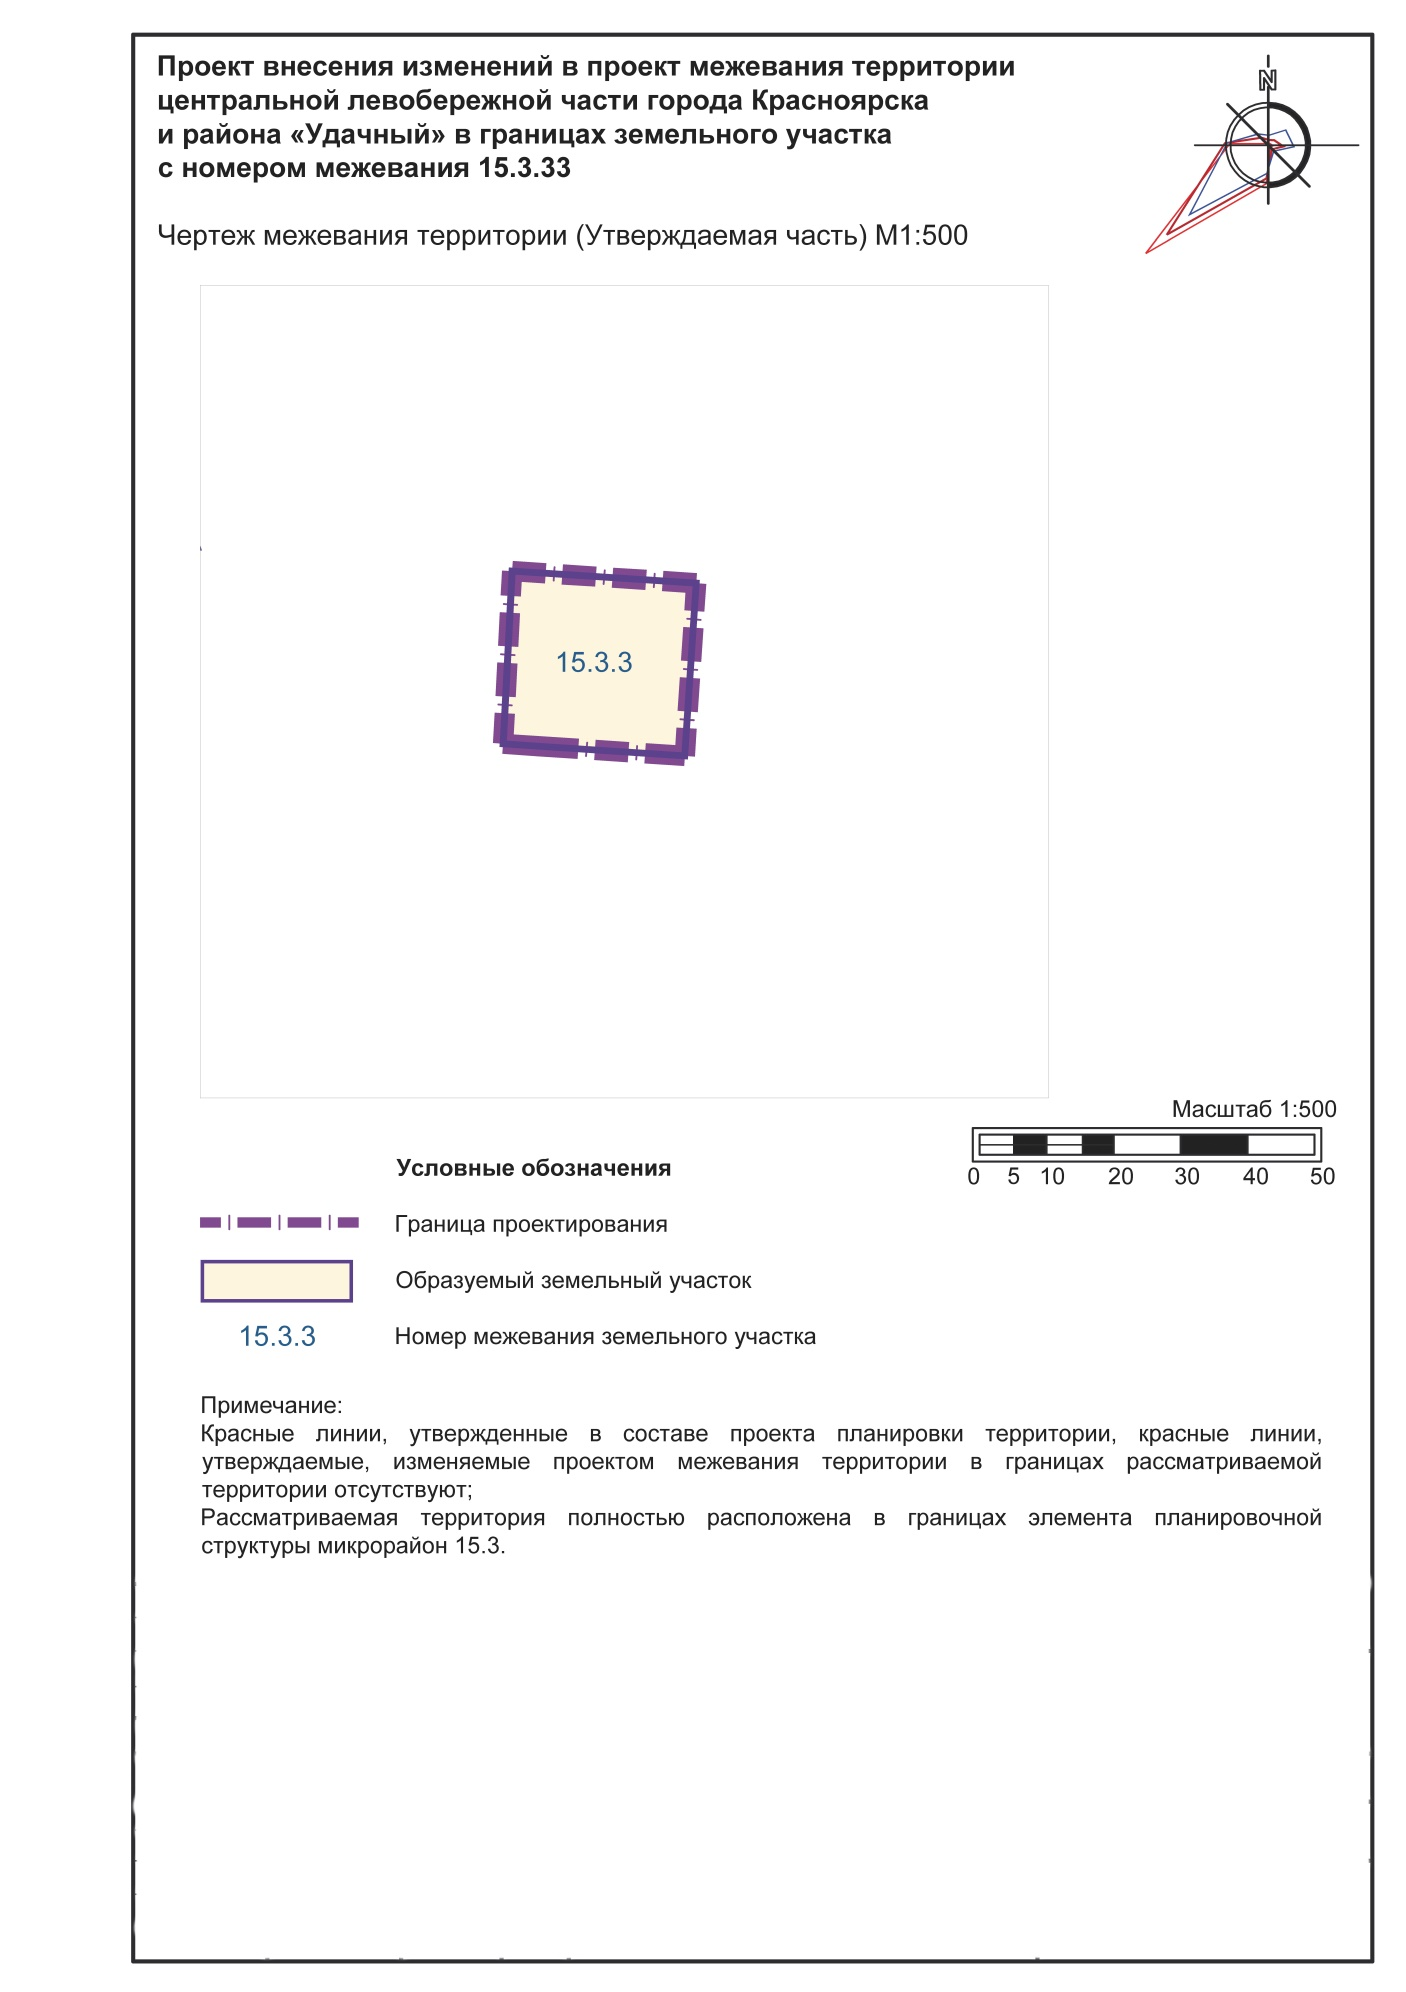 Проект внесения изменений в проект межевания территории
центральной левобережной части города Красноярска
и района «Удачный» в границах земельного участка
с номером межевания 15.3.33
N
Чертеж межевания территории (Утверждаемая часть) М1:500
15.3.3
Масштаб 1:500
0 5 10 20 30 40 50
Условные обозначения
Граница проектирования
Образуемый земельный участок
15.3.3 Номер межевания земельного участка
Примечание:
Красные линии, утвержденные в составе проекта планировки территории, красные линии,
утверждаемые, изменяемые проектом межевания территории в границах рассматриваемой
территории отсутствуют;
Рассматриваемая территория полностью расположена в границах элемента планировочной
структуры микрорайон 15.3.